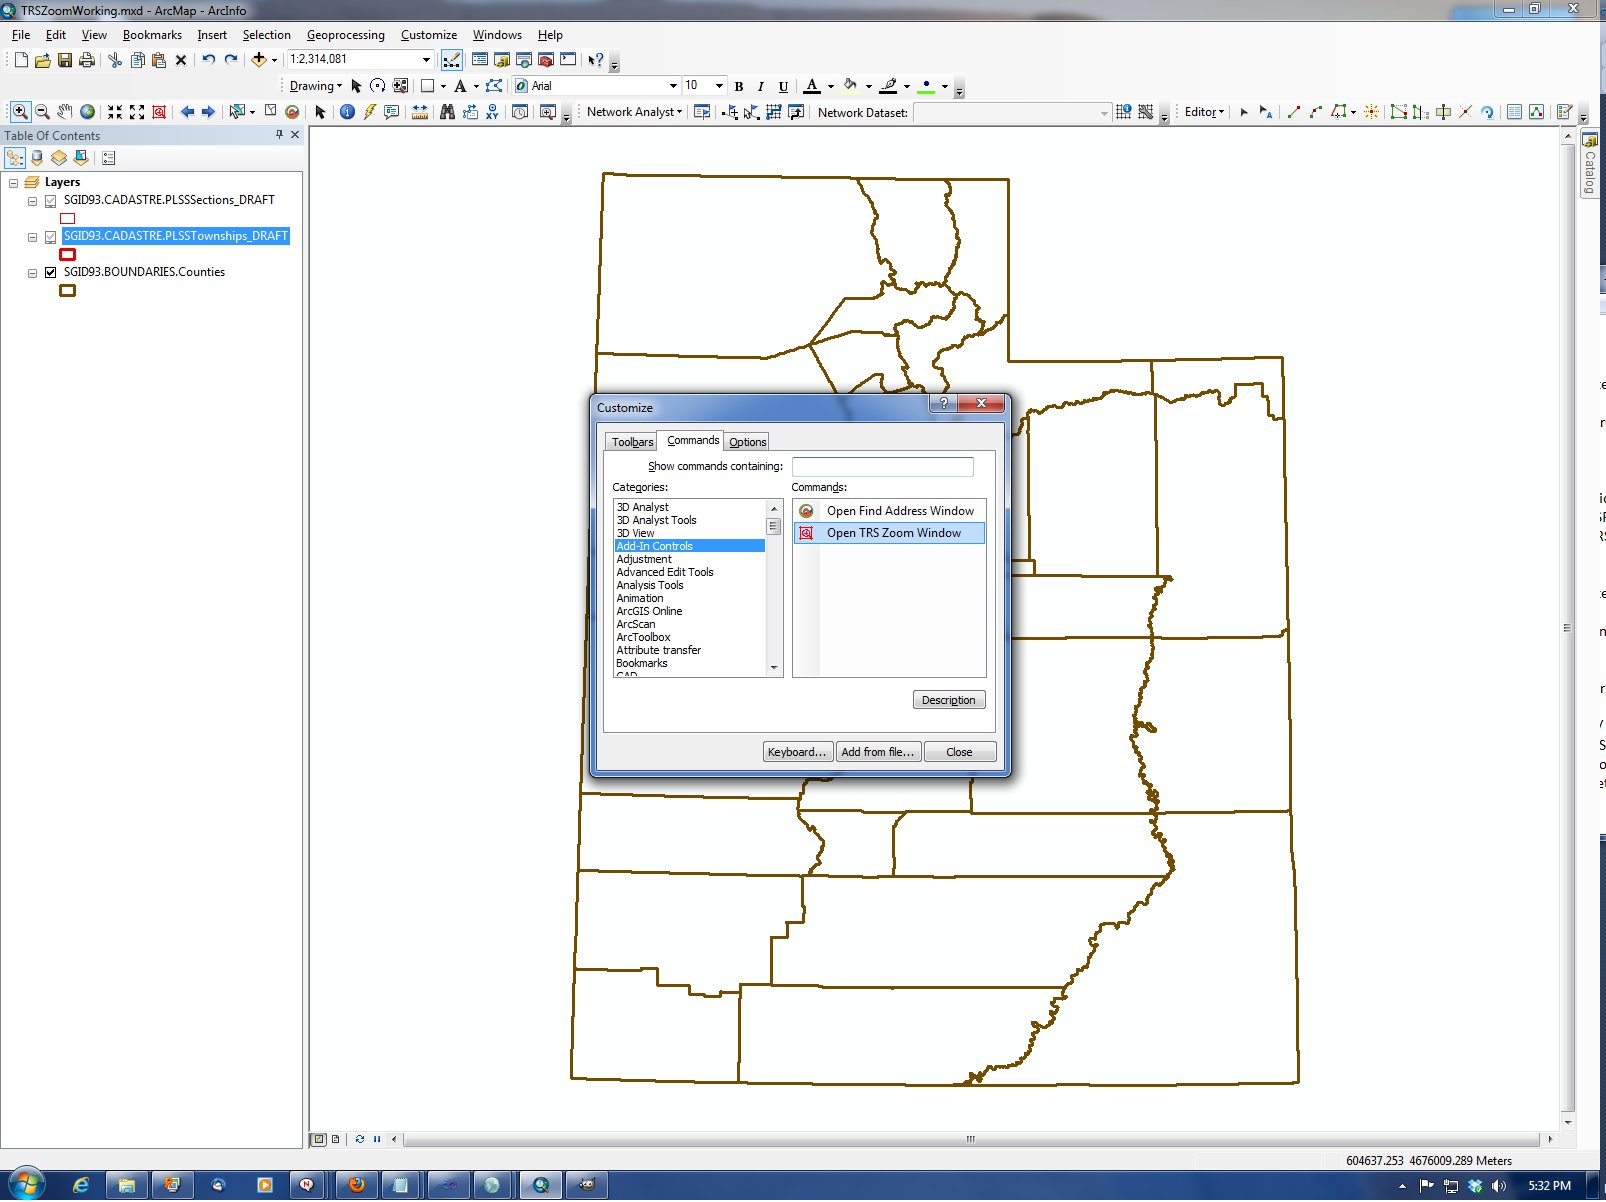 TRSZoomWorking.mxd - ArcMap - ArcInfo
File Edit View Bookmarks Insert Selection Geoprocessing Customize Windows Help
1:2,314,081
Drawing Arial 10 B I U A
Network Analyst Network Dataset: Editor
Table Of Contents
Catalog
Layers
SGID93.CADASTRE.PLSSSections_DRAFT
SGID93.CADASTRE.PLSSTownships_DRAFT
SGID93.BOUNDARIES.Counties
Customize
Toolbars Commands Options
Show commands containing:
Categories: Commands:
3D Analyst
3D Analyst Tools
3D View
Add-In Controls
Adjustment
Advanced Edit Tools
Analysis Tools
Animation
ArcGIS Online
ArcScan
ArcToolbox
Attribute transfer
Bookmarks
CAD
Open Find Address Window
Open TRS Zoom Window
Description
Keyboard... Add from file... Close
604637.253 4676009.289 Meters
5:32 PM